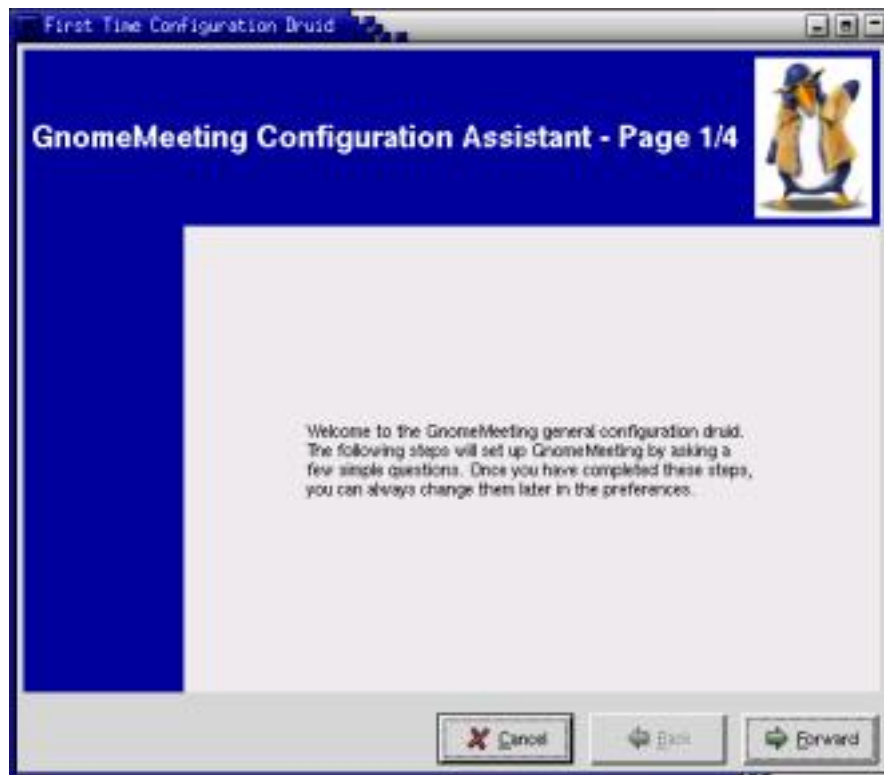 First Time Configuration Druid
GnomeMeeting Configuration Assistant - Page 1/4
Welcome to the GnomeMeeting general configuration druid.
The following steps will set up GnomeMeeting by asking a
few simple questions. Once you have completed these steps,
you can always change them later in the preferences.
Cancel
Back
Forward